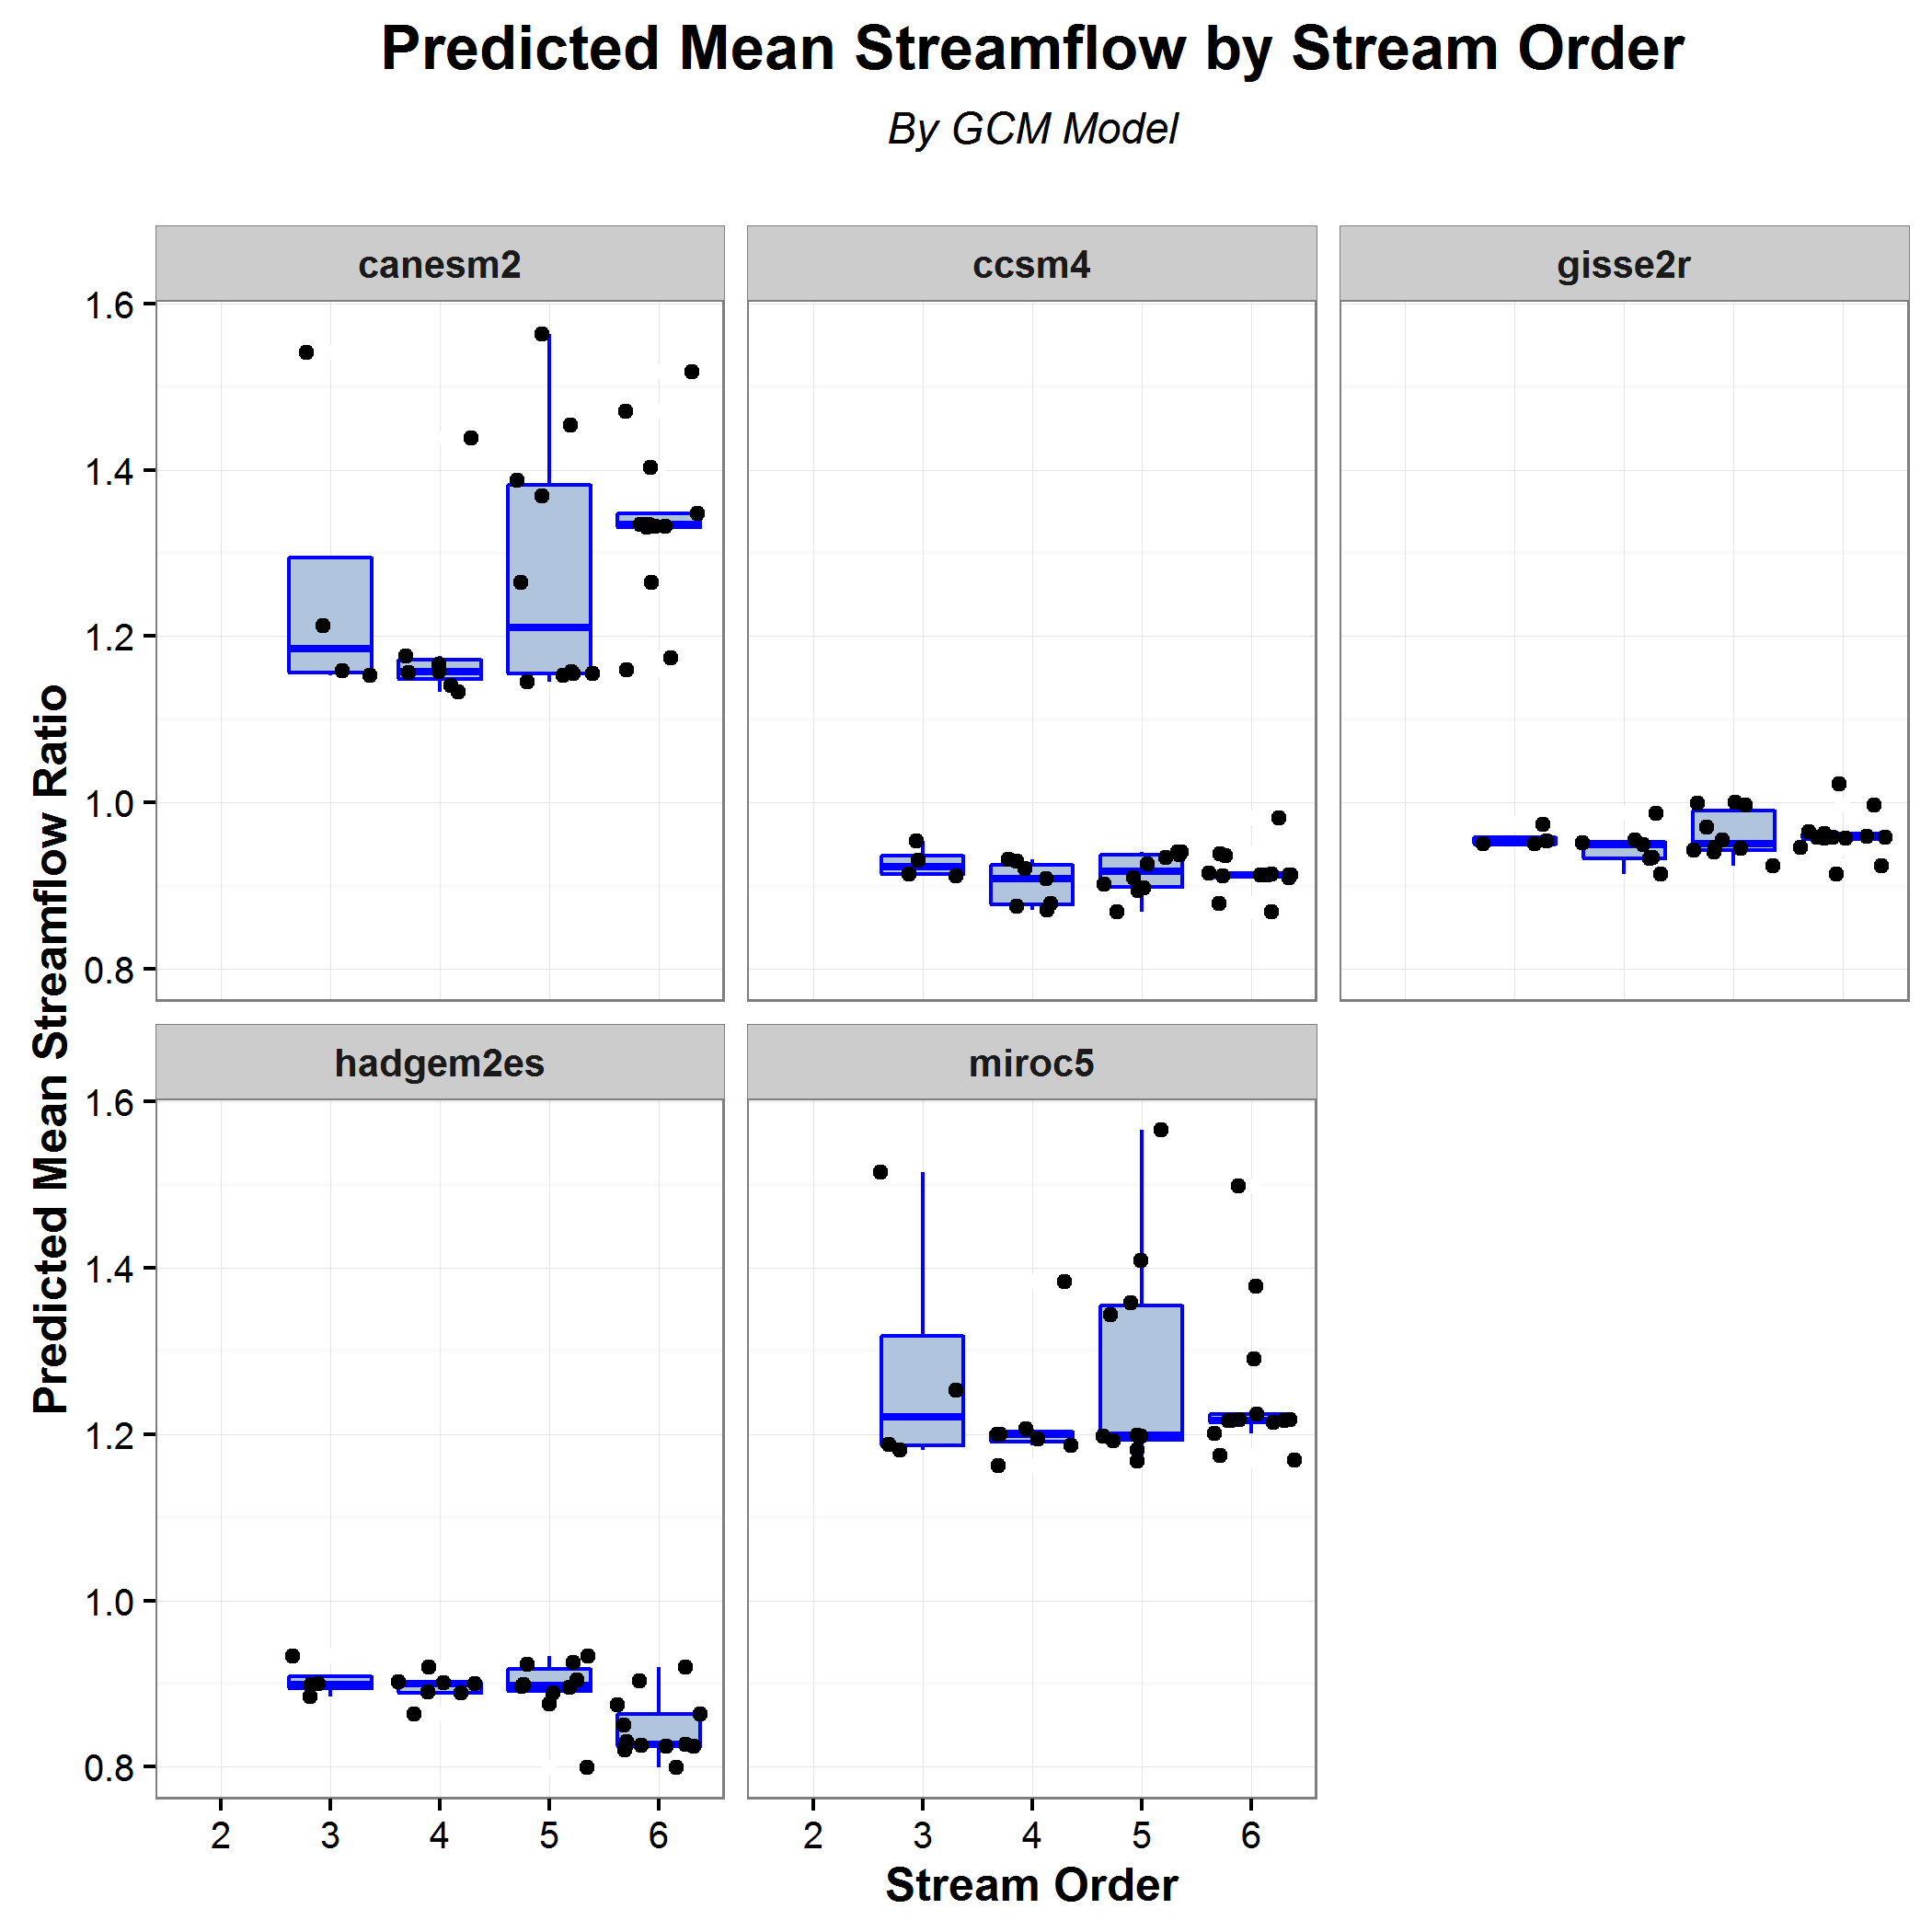 Predicted Mean Streamflow by Stream Order
By GCM Model
canesm2
ccsm4
gisse2r
1.6
1.4
1.2
1.0
0.8
Predicted Mean Streamflow Ratio
hadgem2es
miroc5
1.6
1.4
1.2
1.0
0.8
2 3 4 5 6
2 3 4 5 6
Stream Order